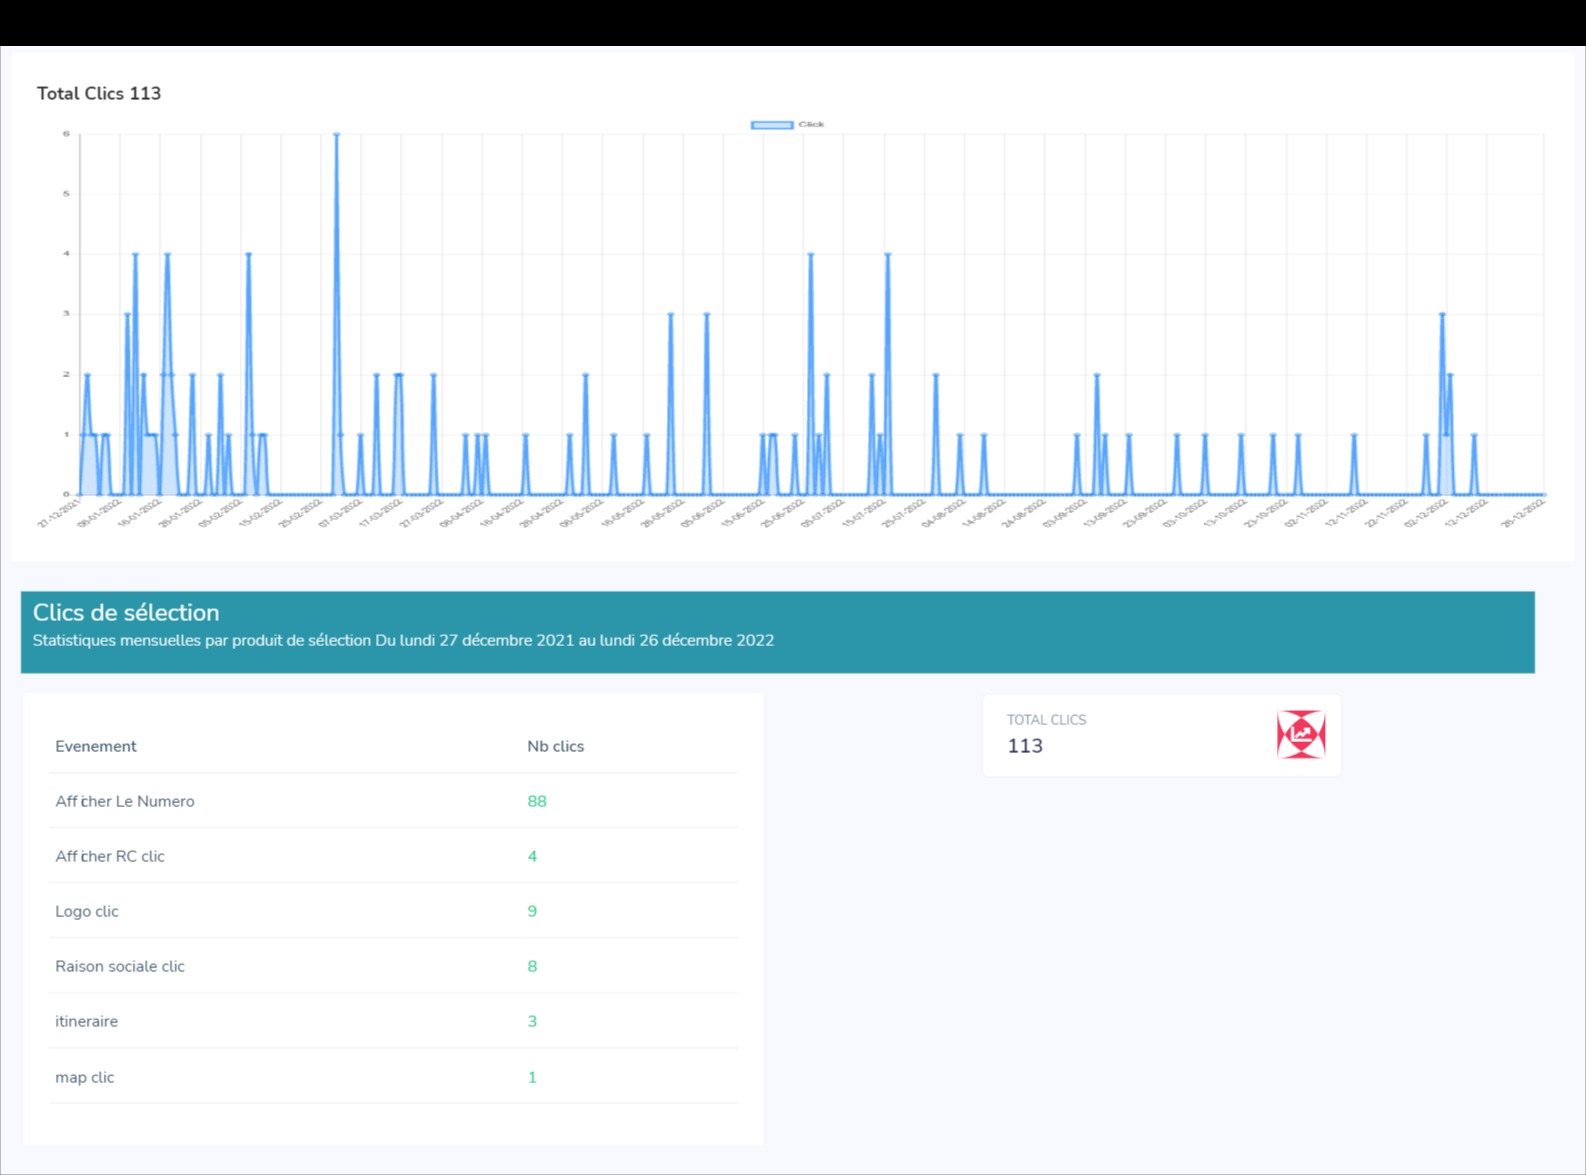 Total Clics 113
Click
6
5
4
3
2
1
0
27-12-2021 06-01-2022 16-01-2022 26-01-2022 05-02-2022 15-02-2022 25-02-2022 07-03-2022 17-03-2022 27-03-2022 06-04-2022 16-04-2022 26-04-2022 06-05-2022 16-05-2022 26-05-2022 05-06-2022 15-06-2022 25-06-2022 05-07-2022 15-07-2022 25-07-2022 04-08-2022 14-08-2022 24-08-2022 03-09-2022 13-09-2022 23-09-2022 03-10-2022 13-10-2022 23-10-2022 02-11-2022 12-11-2022 22-11-2022 02-12-2022 12-12-2022 26-12-2022
Clics de sélection
Statistiques mensuelles par produit de sélection Du lundi 27 décembre 2021 au lundi 26 décembre 2022
TOTAL CLICS
113
Evenement Nb clics
Afficher Le Numero 88
Afficher RC clic 4
Logo clic 9
Raison sociale clic 8
itineraire 3
map clic 1